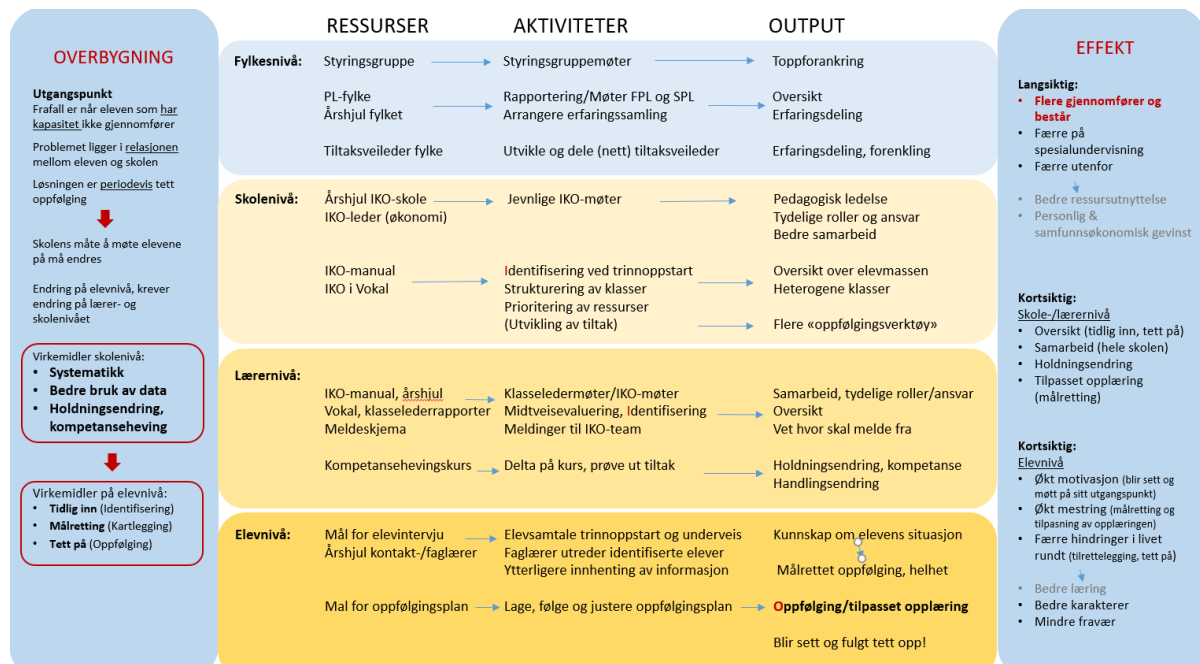 OVERBYGNING
Utgangspunkt
Frafall er når eleven som har
kapasitet ikke gjennomfører
Problemet ligger i relasjonen
mellom eleven og skolen
Løsningen er periodevis tett
oppfølging
Skolens måte å møte elevene
på må endres
Endring på elevnivå, krever
endring på lærer- og
skolenivået
Virkemidler skolenivå:
• Systematikk
• Bedre bruk av data
• Holdningsendring,
kompetanseheving
Virkemidler på elevnivå:
• Tidlig inn (Identifisering)
• Målretting (Kartlegging)
• Tett på (Oppfølging)
RESSURSER
AKTIVITETER
OUTPUT
Fylkesnivå:
Styringsgruppe
Styringsgruppemøter
Toppforankring
PL-fylke
Årshjul fylket
Rapportering/Møter FPL og SPL
Arrangere erfaringssamling
Oversikt
Erfaringsdeling
Tiltaksveileder fylke
Utvikle og dele (nett) tiltaksveileder
Erfaringsdeling, forenkling
Skolenivå:
Årshjul IKO-skole
IKO-leder (økonomi)
Jevnlige IKO-møter
Pedagogisk ledelse
Tydelige roller og ansvar
Bedre samarbeid
IKO-manual
IKO i Vokal
Identifisering ved trinnoppstart
Strukturering av klasser
Prioritering av ressurser
(Utvikling av tiltak)
Oversikt over elevmassen
Heterogene klasser
Flere «oppfølgingsverktøy»
Lærernivå:
IKO-manual, årshjul
Vokal, klasselederrapporter
Meldeskjema
Klasseledermøter/IKO-møter
Midtveisevaluering, Identifisering
Meldinger til IKO-team
Samarbeid, tydelige roller/ansvar
Oversikt
Vet hvor skal melde fra
Kompetansehevingskurs
Delta på kurs, prøve ut tiltak
Holdningsendring, kompetanse
Handlingsendring
Elevnivå:
Mål for elevintervju
Årshjul kontakt-/faglærer
Elevsamtale trinnoppstart og underveis
Faglærer utreder identifiserte elever
Ytterligere innhenting av informasjon
Kunnskap om elevens situasjon
Målrettet oppfølging, helhet
Mal for oppfølgingsplan
Lage, følge og justere oppfølgingsplan
Oppfølging/tilpasset opplæring
Blir sett og fulgt tett opp!
EFFEKT
Langsiktig:
• Flere gjennomfører og
består
• Færre på
spesialundervisning
• Færre utenfor
• Bedre ressursutnyttelse
• Personlig &
samfunnsøkonomisk gevinst
Kortsiktig:
Skole-/lærernivå
• Oversikt (tidlig inn, tett på)
• Samarbeid (hele skolen)
• Holdningsendring
• Tilpasset opplæring
(målretting)
Kortsiktig:
Elevnivå
• Økt motivasjon (blir sett og
møtt på sitt utgangspunkt)
• Økt mestring (målretting og
tilpasning av opplæringen)
• Færre hindringer i livet
rundt (tilrettelegging, tett på)
• Bedre læring
• Bedre karakterer
• Mindre fravær